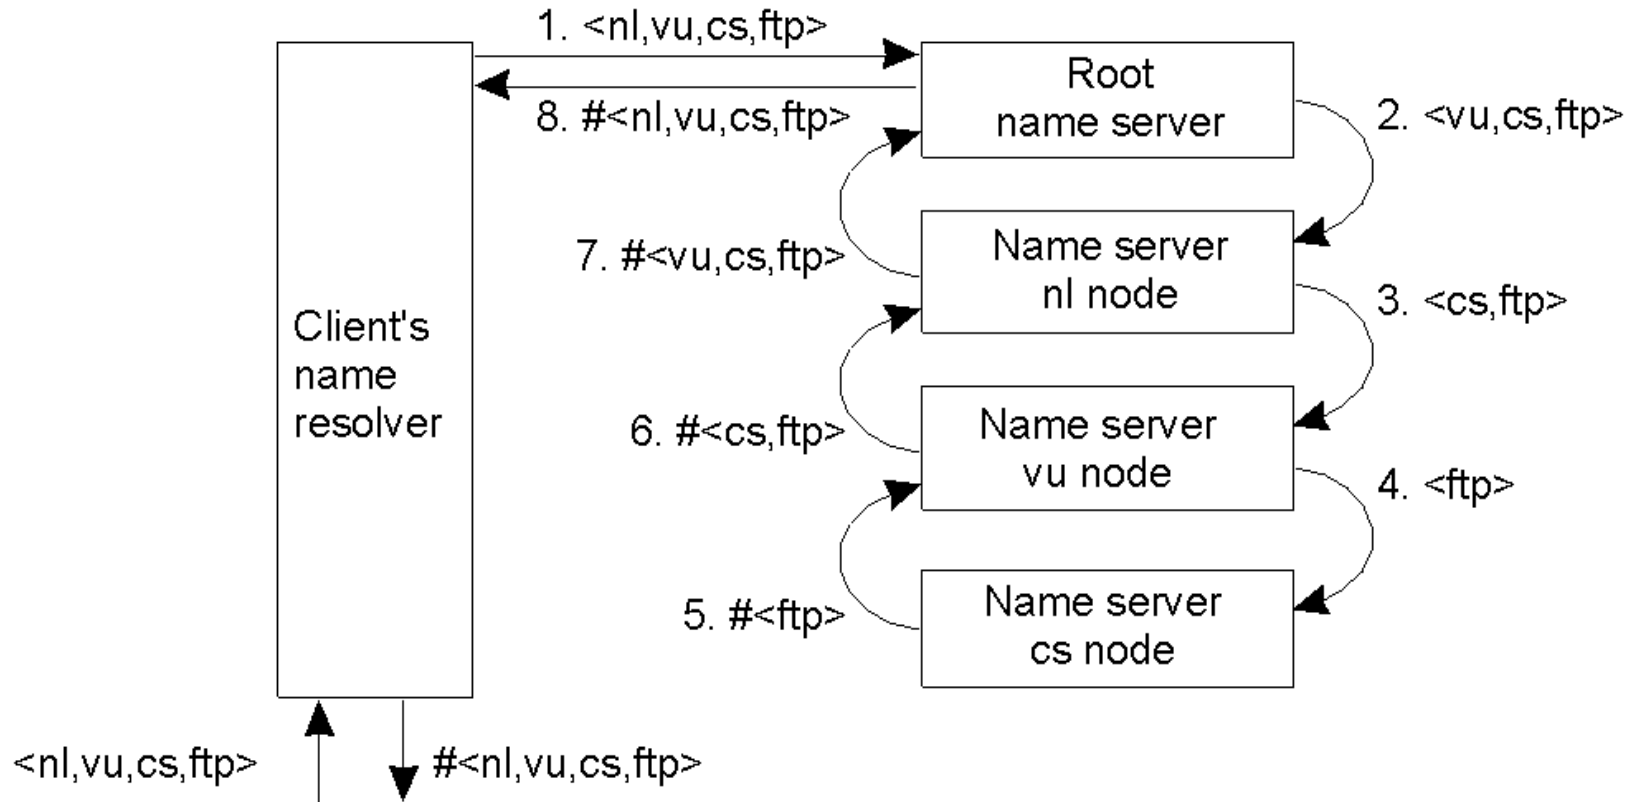 1. <nl,vu,cs,ftp>
Root
name server
8. #<nl,vu,cs,ftp>
2. <vu,cs,ftp>
Name server
nl node
7. #<vu,cs,ftp>
3. <cs,ftp>
Client's
name
resolver
Name server
vu node
6. #<cs,ftp>
4. <ftp>
Name server
cs node
5. #<ftp>
<nl,vu,cs,ftp>
#<nl,vu,cs,ftp>